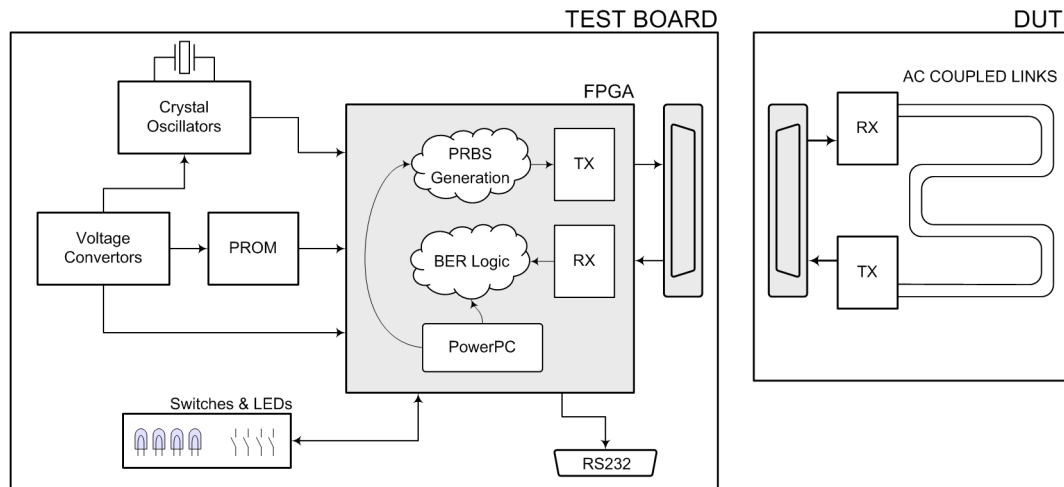 TEST BOARD
DUT
Crystal
Oscillators
FPGA
AC COUPLED LINKS
PRBS
Generation
TX
RX
Voltage
Convertors
PROM
BER Logic
RX
TX
PowerPC
Switches & LEDs
RS232